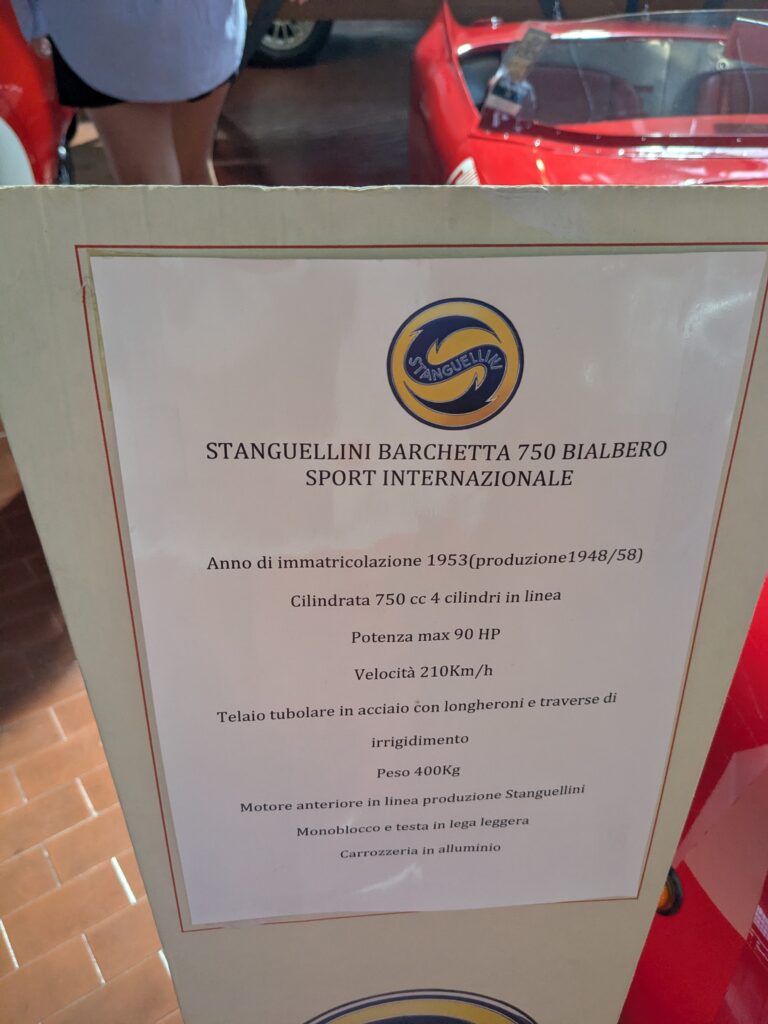 STANGUELLINI
STANGUELLINI BARCHETTA 750 BIALBERO
SPORT INTERNAZIONALE
Anno di immatricolazione 1953(produzione1948/58)
Cilindrata 750 cc 4 cilindri in linea
Potenza max 90 HP
Velocità 210Km/h
Telaio tubolare in acciaio con longheroni e traverse di
irrigidimento
Peso 400Kg
Motore anteriore in linea produzione Stanguellini
Monoblocco e testa in lega leggera
Carrozzeria in alluminio